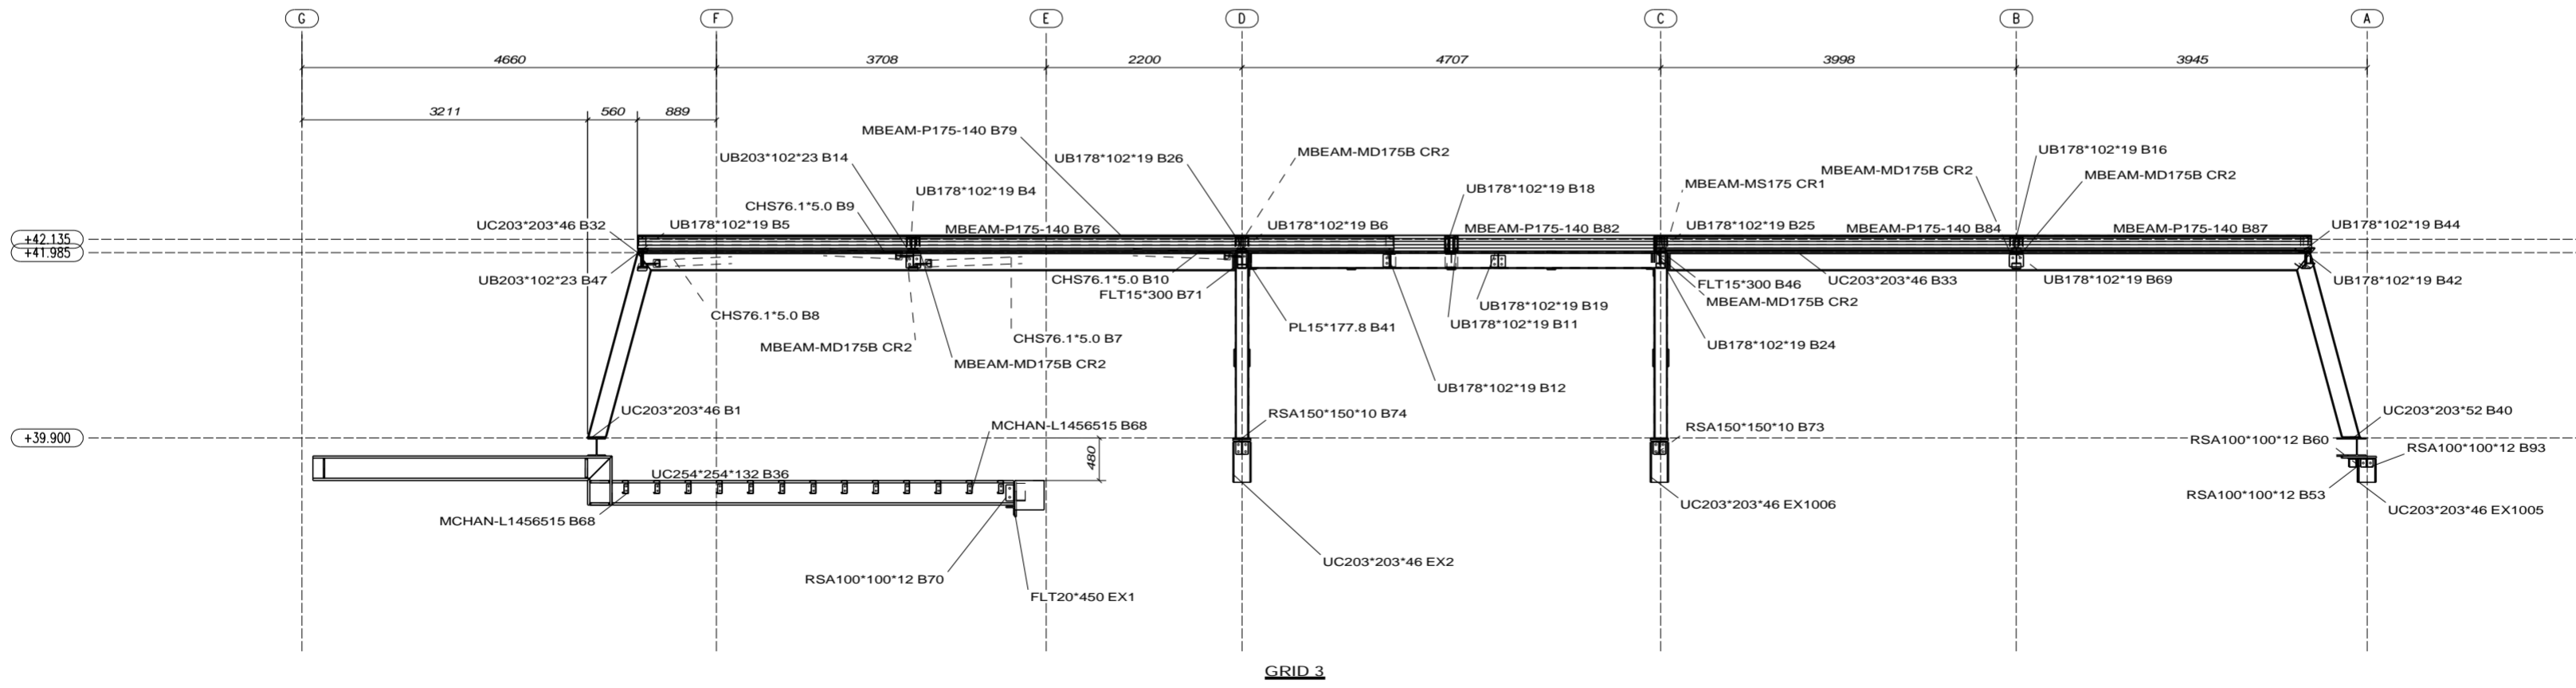 G
F
E
D
C
B
A
4660
3708
2200
4707
3998
3945
3211
560
889
MBEAM-P175-140 B79
UB203*102*23 B14
UB178*102*19 B26
MBEAM-MD175B CR2
UB178*102*19 B16
MBEAM-MD175B CR2
MBEAM-MD175B CR2
UB178*102*19 B4
UB178*102*19 B18
MBEAM-MS175 CR1
CHS76.1*5.0 B9
UC203*203*46 B32
UB178*102*19 B5
MBEAM-P175-140 B76
UB178*102*19 B6
MBEAM-P175-140 B82
UB178*102*19 B25
MBEAM-P175-140 B84
MBEAM-P175-140 B87
UB178*102*19 B44
+42.135
+41.985
UB203*102*23 B47
CHS76.1*5.0 B10
FLT15*300 B71
UC203*203*46 B33
FLT15*300 B46
UB178*102*19 B69
UB178*102*19 B42
MBEAM-MD175B CR2
UB178*102*19 B19
CHS76.1*5.0 B8
PL15*177.8 B41
UB178*102*19 B11
CHS76.1*5.0 B7
MBEAM-MD175B CR2
UB178*102*19 B24
MBEAM-MD175B CR2
UB178*102*19 B12
UC203*203*46 B1
RSA150*150*10 B74
UC203*203*52 B40
MCHAN-L1456515 B68
RSA150*150*10 B73
+39.900
RSA100*100*12 B60
RSA100*100*12 B93
480
UC254*254*132 B36
RSA100*100*12 B53
UC203*203*46 EX1006
UC203*203*46 EX1005
MCHAN-L1456515 B68
UC203*203*46 EX2
RSA100*100*12 B70
FLT20*450 EX1
GRID 3